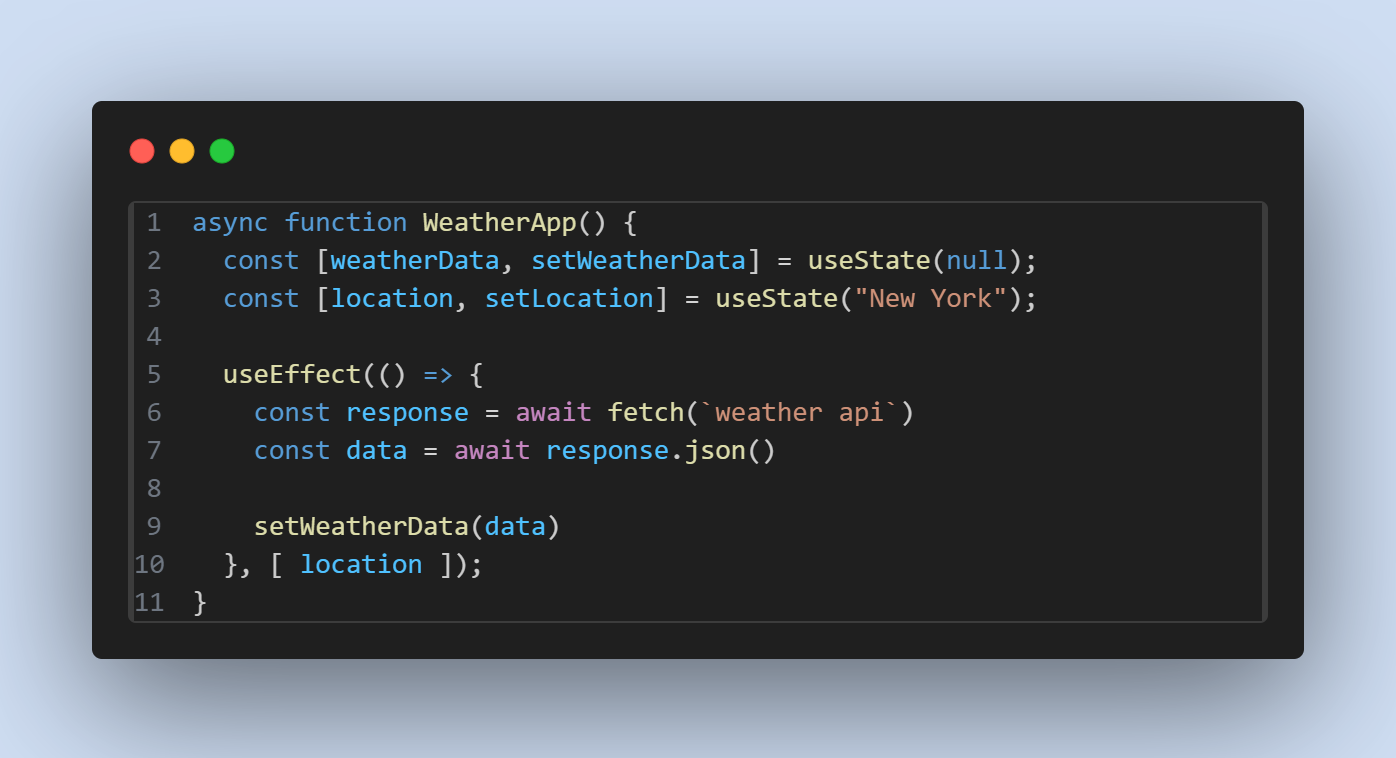 1 async function WeatherApp() {
2   const [weatherData, setWeatherData] = useState(null);
3   const [location, setLocation] = useState("New York");
4
5   useEffect(() => {
6     const response = await fetch(`weather api`)
7     const data = await response.json()
8
9     setWeatherData(data)
10   }, [ location ]);
11 }